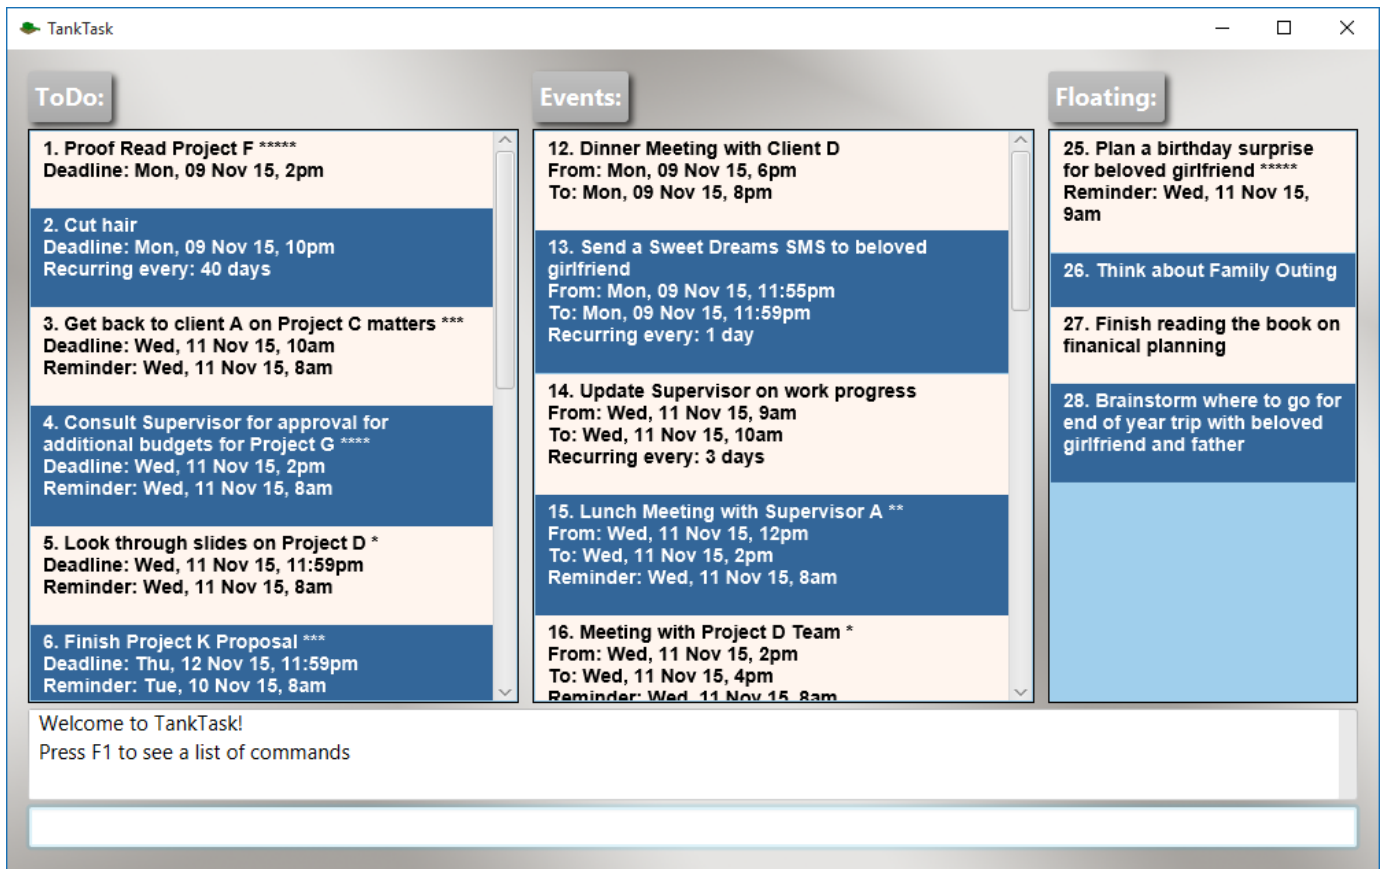 TankTask
ToDo:
1. Proof Read Project F *****
Deadline: Mon, 09 Nov 15, 2pm
2. Cut hair
Deadline: Mon, 09 Nov 15, 10pm
Recurring every: 40 days
3. Get back to client A on Project C matters ***
Deadline: Wed, 11 Nov 15, 10am
Reminder: Wed, 11 Nov 15, 8am
4. Consult Supervisor for approval for
additional budgets for Project G ****
Deadline: Wed, 11 Nov 15, 2pm
Reminder: Wed, 11 Nov 15, 8am
5. Look through slides on Project D *
Deadline: Wed, 11 Nov 15, 11:59pm
Reminder: Wed, 11 Nov 15, 8am
6. Finish Project K Proposal ***
Deadline: Thu, 12 Nov 15, 11:59pm
Reminder: Tue, 10 Nov 15, 8am
Events:
12. Dinner Meeting with Client D
From: Mon, 09 Nov 15, 6pm
To: Mon, 09 Nov 15, 8pm
13. Send a Sweet Dreams SMS to beloved
girlfriend
From: Mon, 09 Nov 15, 11:55pm
To: Mon, 09 Nov 15, 11:59pm
Recurring every: 1 day
14. Update Supervisor on work progress
From: Wed, 11 Nov 15, 9am
To: Wed, 11 Nov 15, 10am
Recurring every: 3 days
15. Lunch Meeting with Supervisor A **
From: Wed, 11 Nov 15, 12pm
To: Wed, 11 Nov 15, 2pm
Reminder: Wed, 11 Nov 15, 8am
16. Meeting with Project D Team *
From: Wed, 11 Nov 15, 2pm
To: Wed, 11 Nov 15, 4pm
Reminder: Wed, 11 Nov 15, 8am
Floating:
25. Plan a birthday surprise
for beloved girlfriend *****
Reminder: Wed, 11 Nov 15,
9am
26. Think about Family Outing
27. Finish reading the book on
finanical planning
28. Brainstorm where to go for
end of year trip with beloved
girlfriend and father
Welcome to TankTask!
Press F1 to see a list of commands